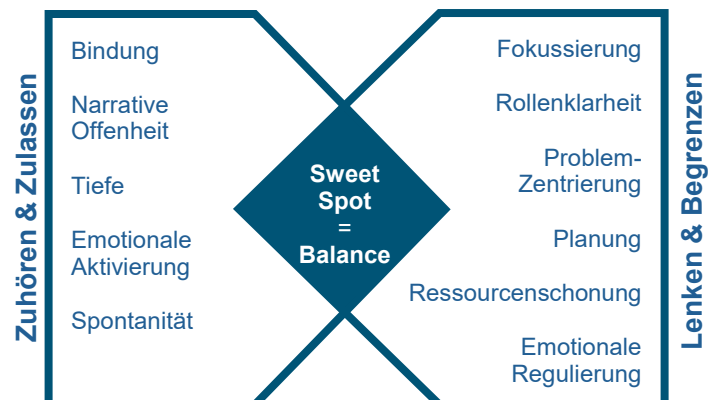 Zuhören & Zulassen
Bindung
Narrative
Offenheit
Tiefe
Emotionale
Aktivierung
Spontanität
Sweet
Spot
=
Balance
Fokussierung
Rollenklarheit
Problem-
Zentrierung
Planung
Ressourcenschonung
Emotionale
Regulierung
Lenken & Begrenzen